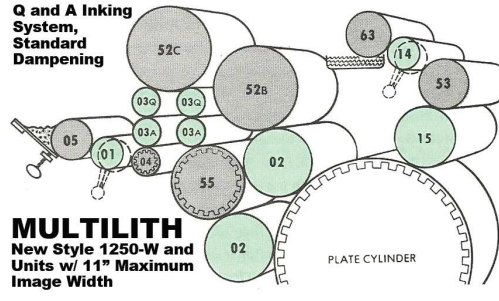 Q and A Inking
System,
Standard
Dampening
52C
63
14
52B
53
03Q
03Q
05
03A
03A
15
01
04
02
55
02
MULTILITH
New Style 1250-W and
Units w/ 11” Maximum
Image Width
PLATE CYLINDER